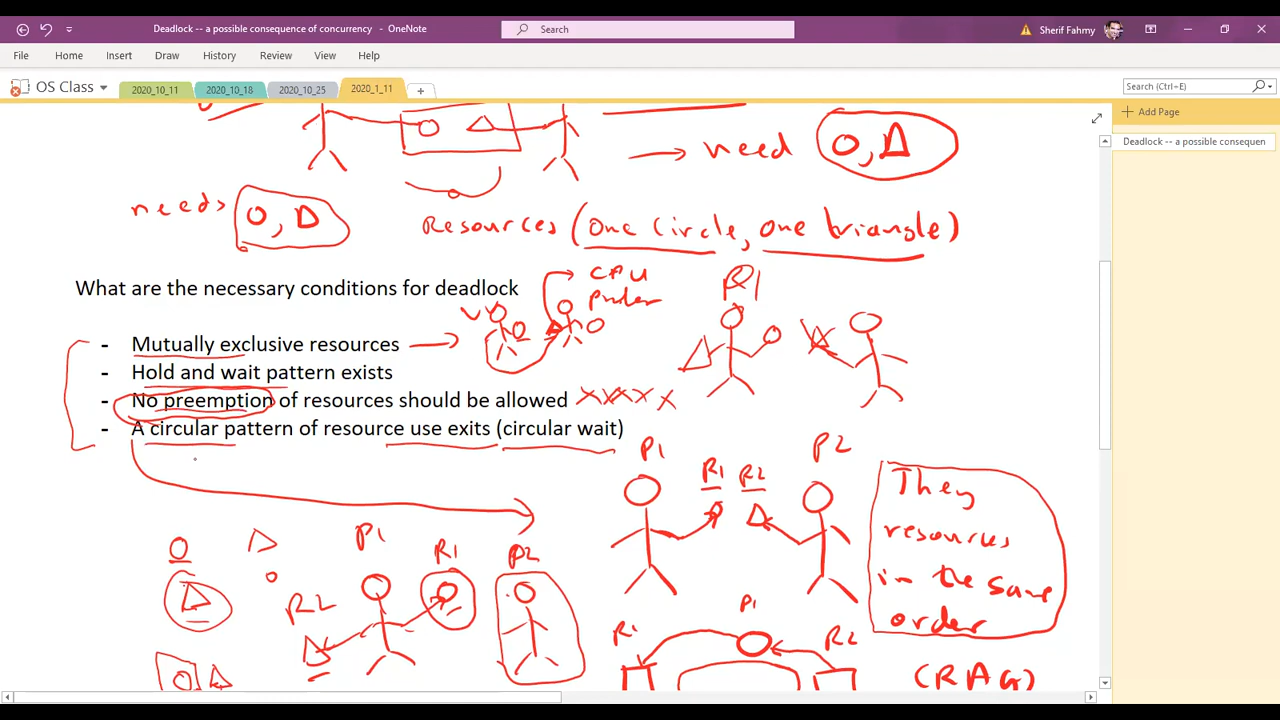 Deadlock -- a possible consequence of concurrency - OneNote
Search
Sherif Fahmy
File Home Insert Draw History Review View Help
OS Class
2020_10_11 2020_10_18 2020_10_25 2020_1_11 +
Search (Ctrl+E)
Add Page
Deadlock -- a possible consequen
need O, Δ
needs O, Δ
Resources (One Circle, One triangle)
What are the necessary conditions for deadlock
CPU
R1
- Mutually exclusive resources
- Hold and wait pattern exists
- No preemption of resources should be allowed
- A circular pattern of resource use exits (circular wait)
P1 P2
R1 R2
They
resources
in the same
order
P1 R1 P2
R2
P1
R1 R2
(RAG)